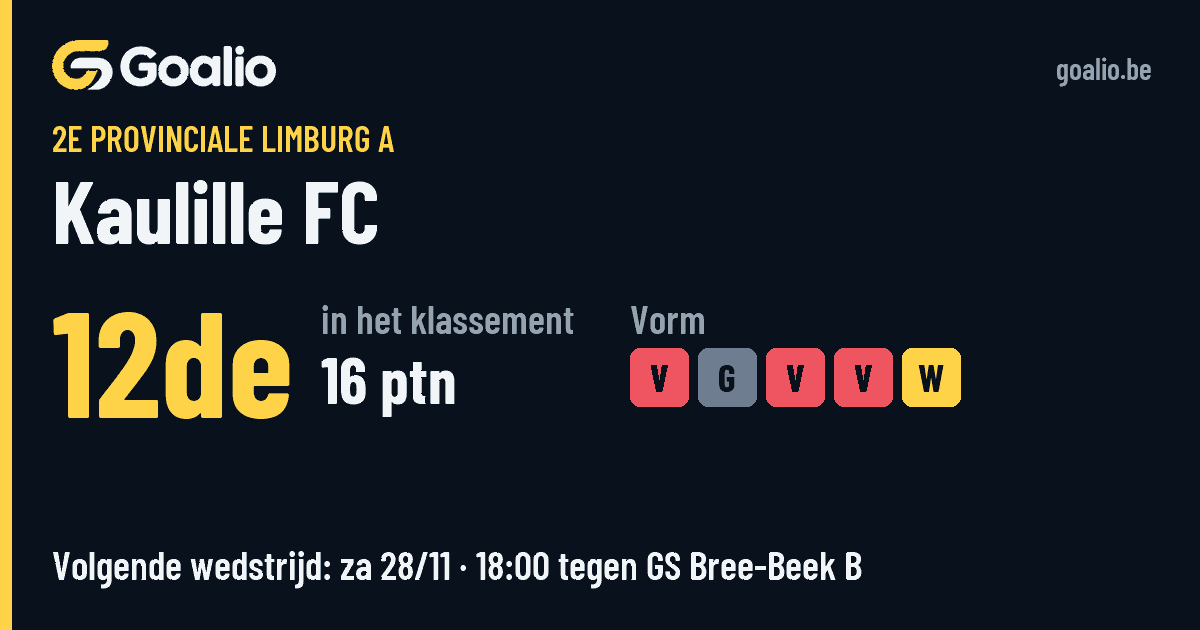 Goalio
goalio.be
2E PROVINCIALE LIMBURG A
Kaulille FC
12de
in het klassement
16 ptn
Vorm
V G V V W
Volgende wedstrijd: za 28/11 · 18:00 tegen GS Bree-Beek B